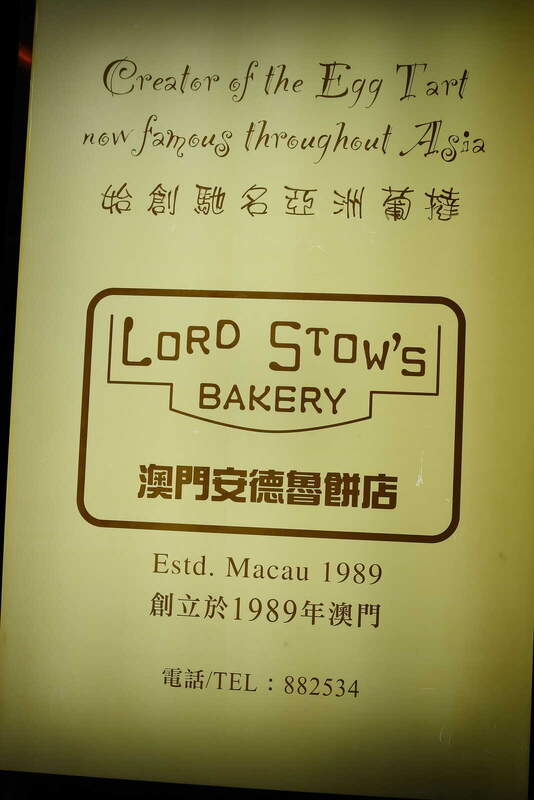 Creator of the Egg Tart
now famous throughout Asia
始創馳名亞洲葡撻
LORD STOW'S
BAKERY
澳門安德魯餅店
Estd. Macau 1989
創立於1989年澳門
電話/TEL：882534